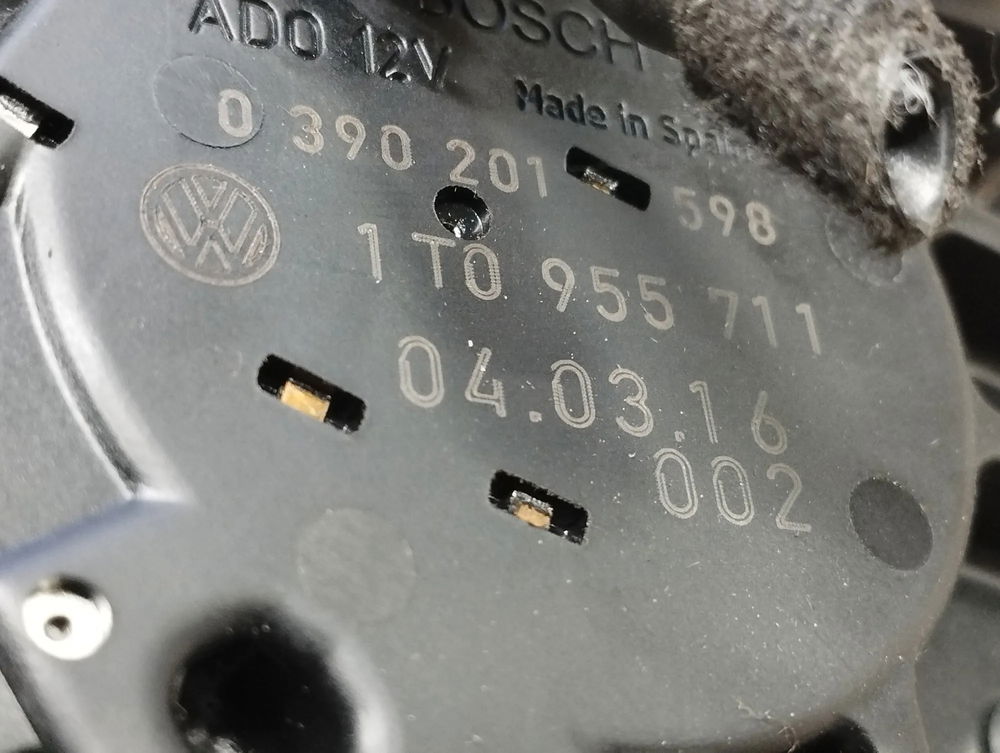 BOSCH
ADO 12V
Made in Spain
0 390 201 598
1T0 955 711
04.03.16
002